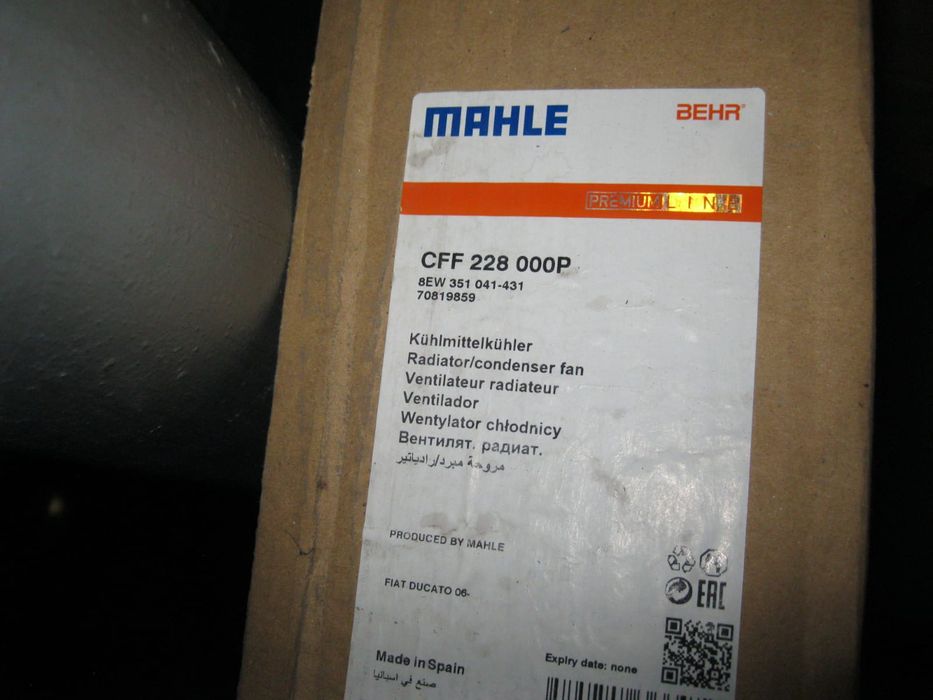 MAHLE
BEHR®
PREMIUM LINE
CFF 228 000P
8EW 351 041-431
70819859
Kühlmittelkühler
Radiator/condenser fan
Ventilateur radiateur
Ventilador
Wentylator chłodnicy
Вентилят. радиат.
مروحة مبرد/رادياتير
PRODUCED BY MAHLE
FIAT DUCATO 06-
EAC
Made in Spain
Expiry date: none
صنع في اسبانيا